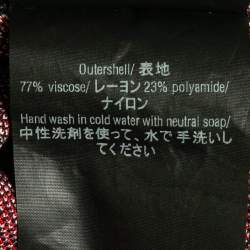 Outershell/ 表地
77% viscose/ レーヨン 23% polyamide/
ナイロン
Hand wash in cold water with neutral soap/
中性洗剤を使って、水で手洗いし
てください